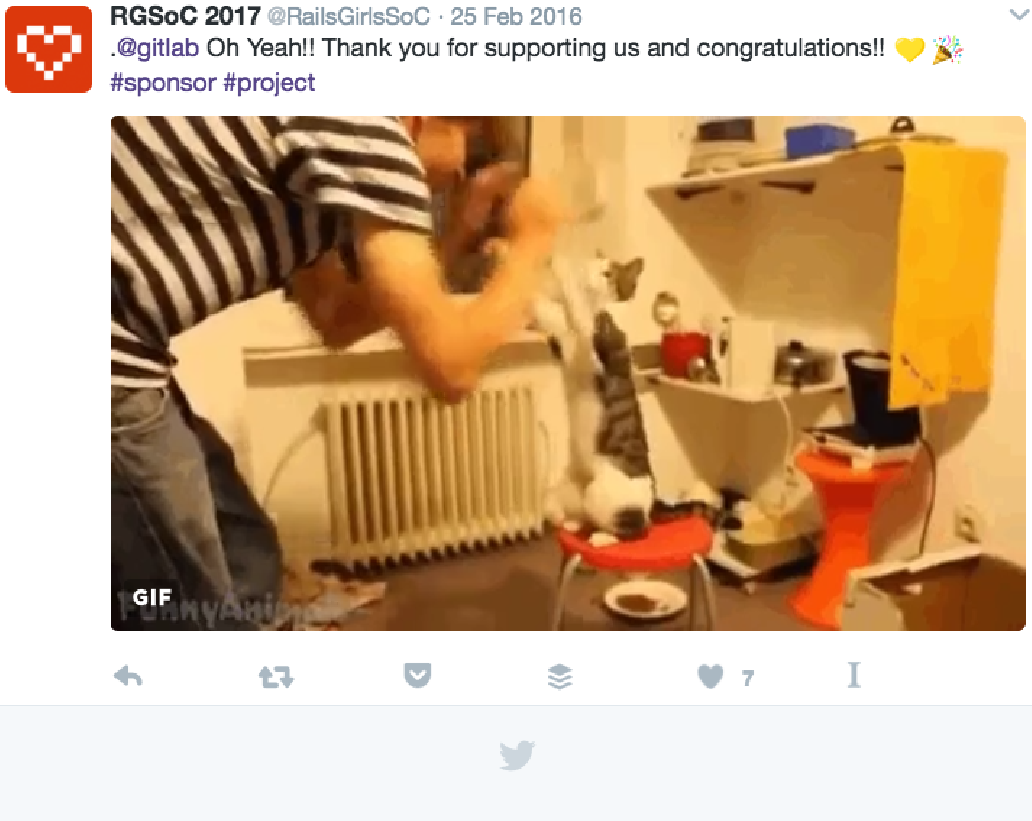 RGSoC 2017 @RailsGirlsSoC · 25 Feb 2016
.@gitlab Oh Yeah!! Thank you for supporting us and congratulations!! 💛 🎉
#sponsor #project
GIF
FunnyAnimals
7